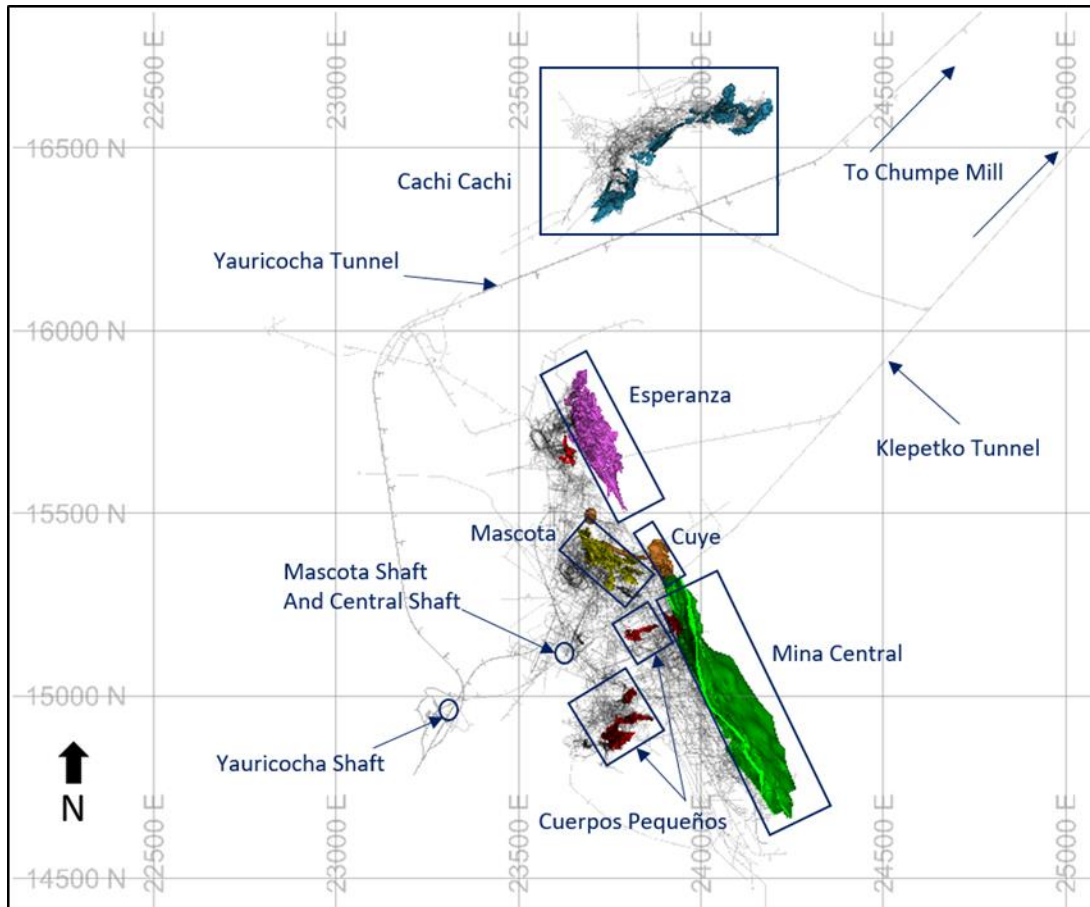 22500 E
23000 E
23500 E
24000 E
24500 E
25000 E
16500 N
Cachi Cachi
To Chumpe Mill
Yauricocha Tunnel
16000 N
Esperanza
Klepetko Tunnel
15500 N
Mascota
Cuye
Mascota Shaft
And Central Shaft
Mina Central
15000 N
Yauricocha Shaft
N
Cuerpos Pequeños
22500 E
23000 E
23500 E
24000 E
24500 E
25000 E
14500 N